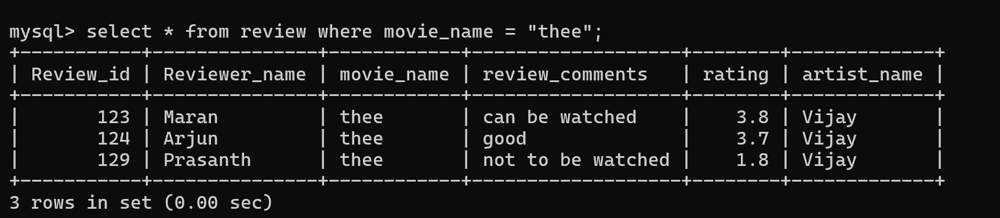 mysql> select * from review where movie_name = "thee";
+-----------+---------------+------------+-------------------+--------+-------------+
| Review_id | Reviewer_name | movie_name | review_comments   | rating | artist_name |
+-----------+---------------+------------+-------------------+--------+-------------+
|       123 | Maran         | thee       | can be watched    |    3.8 | Vijay       |
|       124 | Arjun         | thee       | good              |    3.7 | Vijay       |
|       129 | Prasanth      | thee       | not to be watched |    1.8 | Vijay       |
+-----------+---------------+------------+-------------------+--------+-------------+
3 rows in set (0.00 sec)